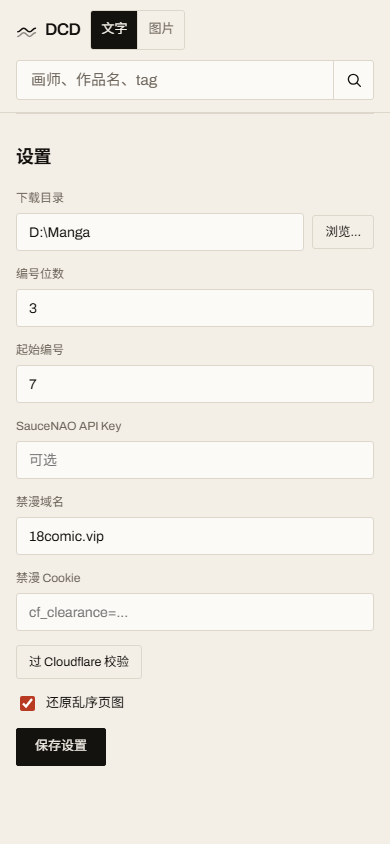 DCD
文字
图片
画师、作品名、tag
设置
下载目录
D:\Manga
浏览...
编号位数
3
起始编号
7
SauceNAO API Key
可选
禁漫域名
18comic.vip
禁漫 Cookie
cf_clearance=...
过 Cloudflare 校验
还原乱序页图
保存设置